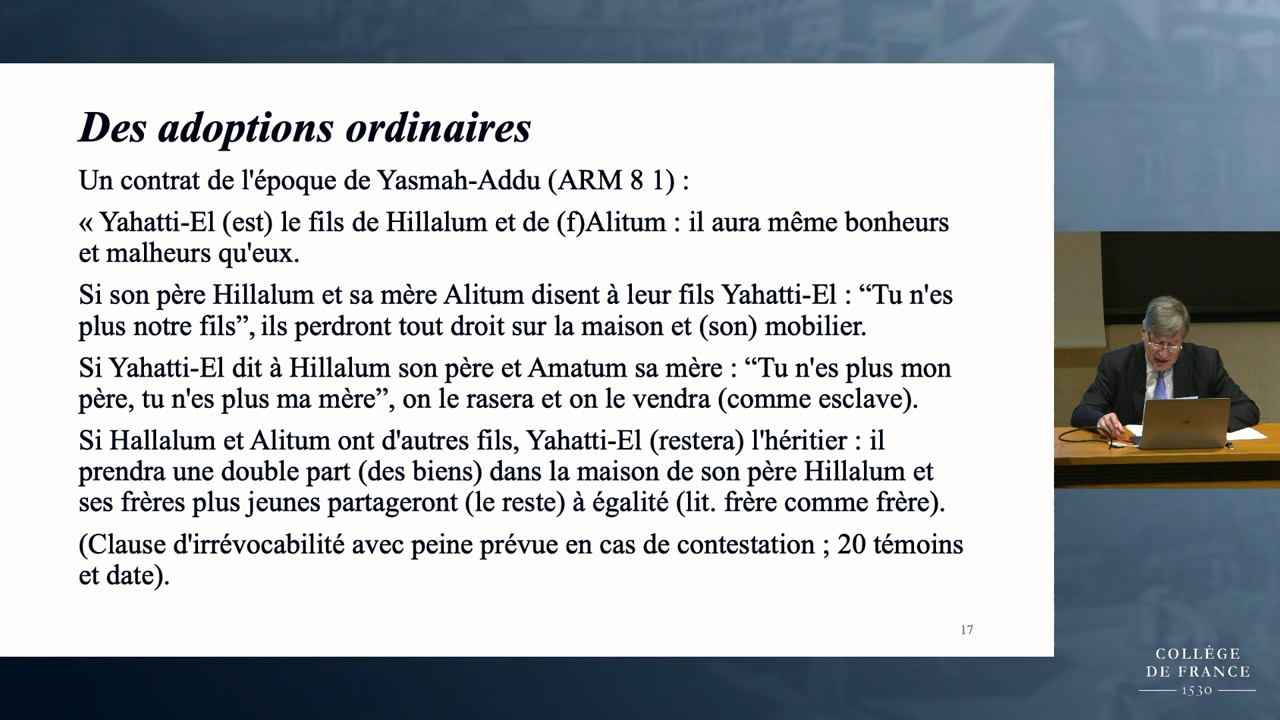 Des adoptions ordinaires
Un contrat de l'époque de Yasmah-Addu (ARM 8 1) :
« Yahatti-El (est) le fils de Hillalum et de (f)Alitum : il aura même bonheurs
et malheurs qu'eux.
Si son père Hillalum et sa mère Alitum disent à leur fils Yahatti-El : “Tu n'es
plus notre fils”, ils perdront tout droit sur la maison et (son) mobilier.
Si Yahatti-El dit à Hillalum son père et Amatum sa mère : “Tu n'es plus mon
père, tu n'es plus ma mère”, on le rasera et on le vendra (comme esclave).
Si Hallalum et Alitum ont d'autres fils, Yahatti-El (restera) l'héritier : il
prendra une double part (des biens) dans la maison de son père Hillalum et
ses frères plus jeunes partageront (le reste) à égalité (lit. frère comme frère).
(Clause d'irrévocabilité avec peine prévue en cas de contestation ; 20 témoins
et date).
17
COLLÈGE
DE FRANCE
1530